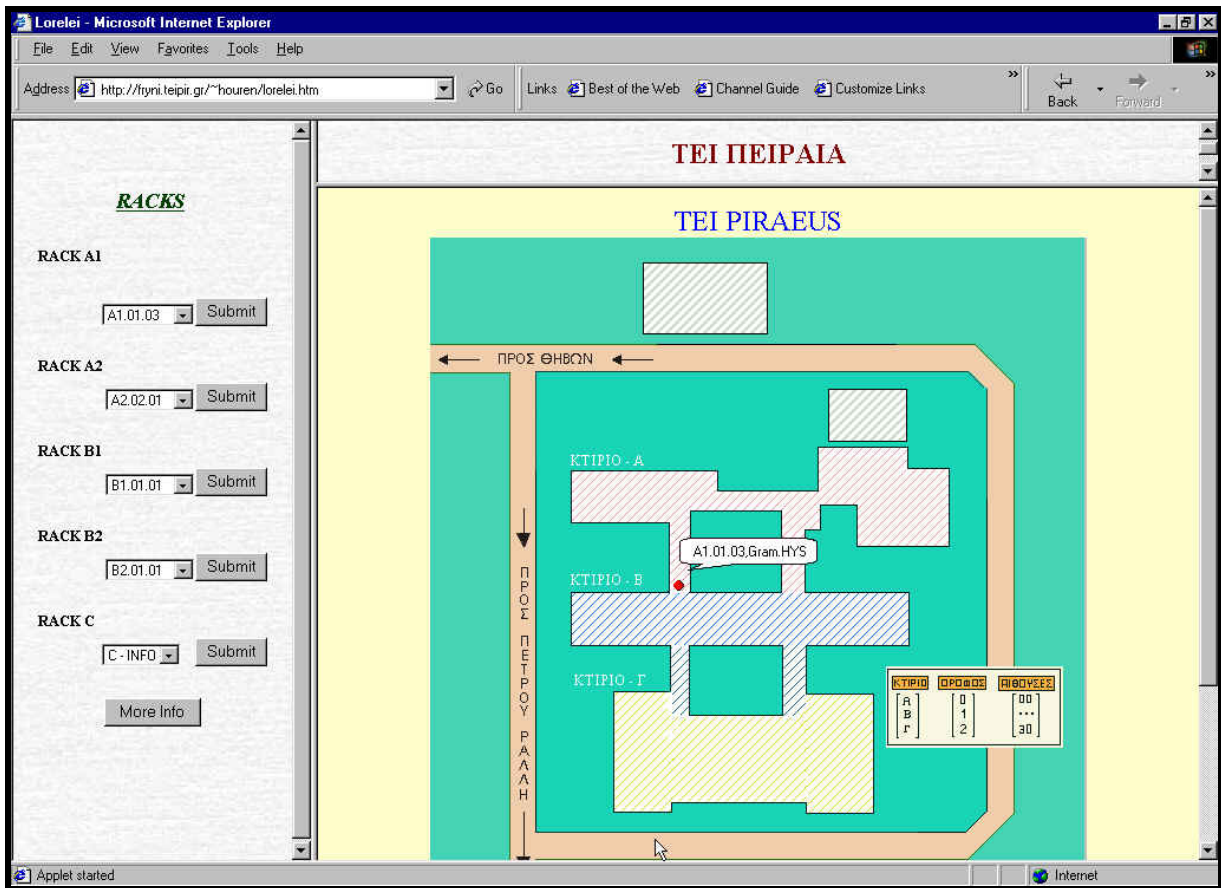 Lorelei - Microsoft Internet Explorer
File Edit View Favorites Tools Help
Address http://fryni.teipir.gr/~houren/lorelei.htm Go Links Best of the Web Channel Guide Customize Links » Back Forward »
RACKS
RACK A1
A1.01.03 Submit
RACK A2
A2.02.01 Submit
RACK B1
B1.01.01 Submit
RACK B2
B2.01.01 Submit
RACK C
C - INFO Submit
More Info
ΤΕΙ ΠΕΙΡΑΙΑ
TEI PIRAEUS
ΠΡΟΣ ΘΗΒΩΝ
ΚΤΙΡΙΟ - Α
A1.01.03,Gram.HYS
ΚΤΙΡΙΟ - Β
ΠΡΟΣ ΠΕΤΡΟΥ ΡΑΛΛΗ
ΚΤΙΡΙΟ - Γ
ΚΤΙΡΙΟ ΟΡΟΦΟΣ ΑΙΘΟΥΣΕΣ
Α 0 00
Β 1 ...
Γ 2 30
Applet started Internet